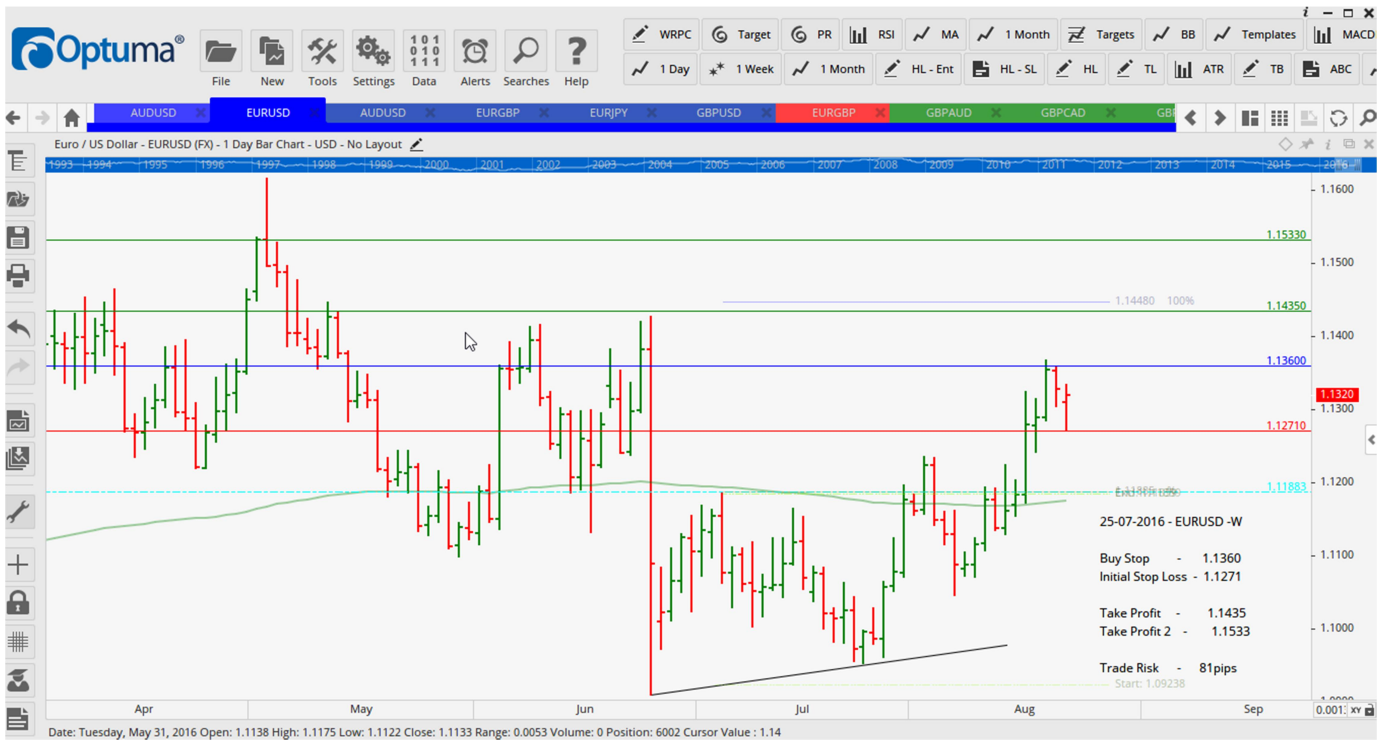 Optuma®
File New Tools Settings Data Alerts Searches Help
WRPC Target PR RSI MA 1 Month Targets BB Templates MACD
1 Day 1 Week 1 Month HL - Ent HL - SL HL TL ATR TB ABC
AUDUSD EURUSD AUDUSD EURGBP EURJPY GBPUSD EURGBP GBPAUD GBPCAD
Euro / US Dollar - EURUSD (FX) - 1 Day Bar Chart - USD - No Layout
1993 1994 1995 1996 1997 1998 1999 2000 2001 2002 2003 2004 2005 2006 2007 2008 2009 2010 2011 2012 2013 2014 2015 2016
1.1600
1.15330
1.1500
1.14480 100%
1.14350
1.1400
1.13600
1.1320
1.1300
1.12710
1.1200
1.11883
25-07-2016 - EURUSD -W
1.1100
Buy Stop - 1.1360
Initial Stop Loss - 1.1271
Take Profit - 1.1435
1.1000
Take Profit 2 - 1.1533
Trade Risk - 81pips
Start: 1.09238
Apr May Jun Jul Aug Sep XY
Date: Tuesday, May 31, 2016 Open: 1.1138 High: 1.1175 Low: 1.1122 Close: 1.1133 Range: 0.0053 Volume: 0 Position: 6002 Cursor Value : 1.14